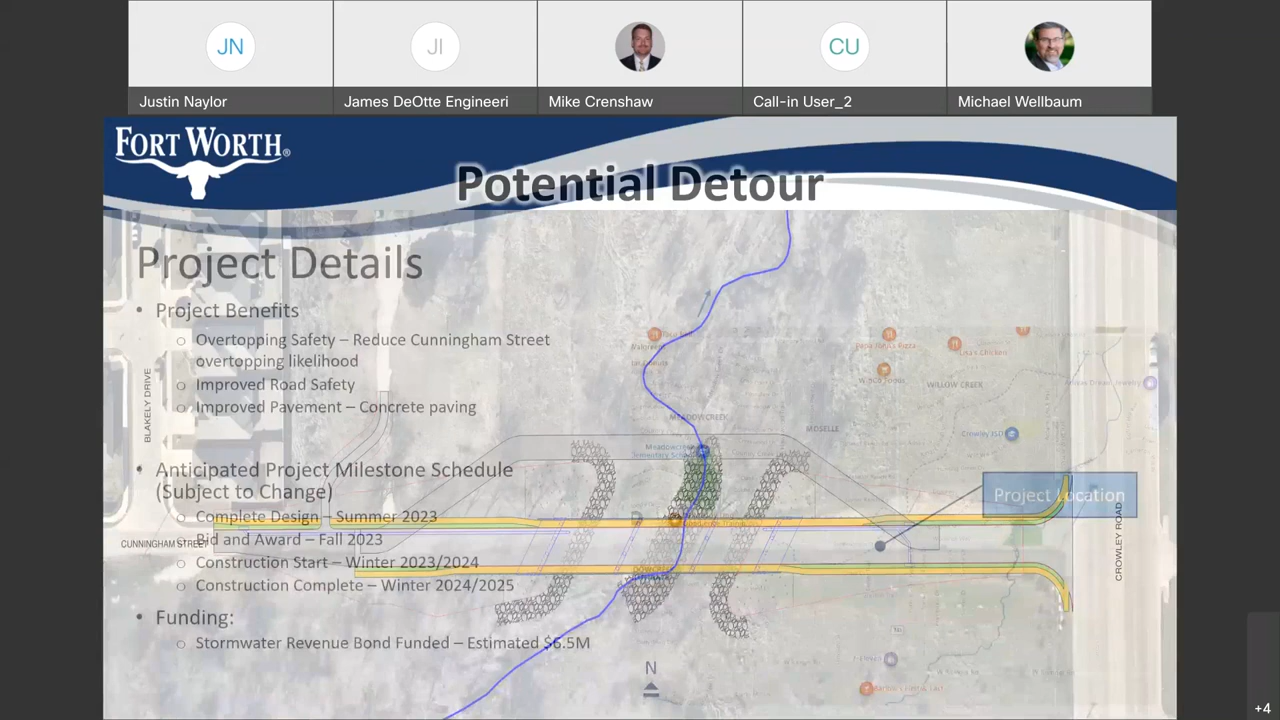 JN
JI
CU
Justin Naylor
James DeOtte Engineeri
Mike Crenshaw
Call-in User_2
Michael Wellbaum
FORT WORTH®
Potential Detour
Project Details
• Project Benefits
o Overtopping Safety – Reduce Cunningham Street
overtopping likelihood
o Improved Road Safety
o Improved Pavement – Concrete paving
• Anticipated Project Milestone Schedule
(Subject to Change)
o Complete Design – Summer 2023
Bid and Award – Fall 2023
o Construction Start – Winter 2023/2024
o Construction Complete – Winter 2024/2025
• Funding:
o Stormwater Revenue Bond Funded – Estimated $6.5M
BLAKELY DRIVE
CUNNINGHAM STREET
WILLOW CREEK
MEADOWCREEK
MOSELLE
Crowley ISD
Project Location
CROWLEY ROAD
N
+4